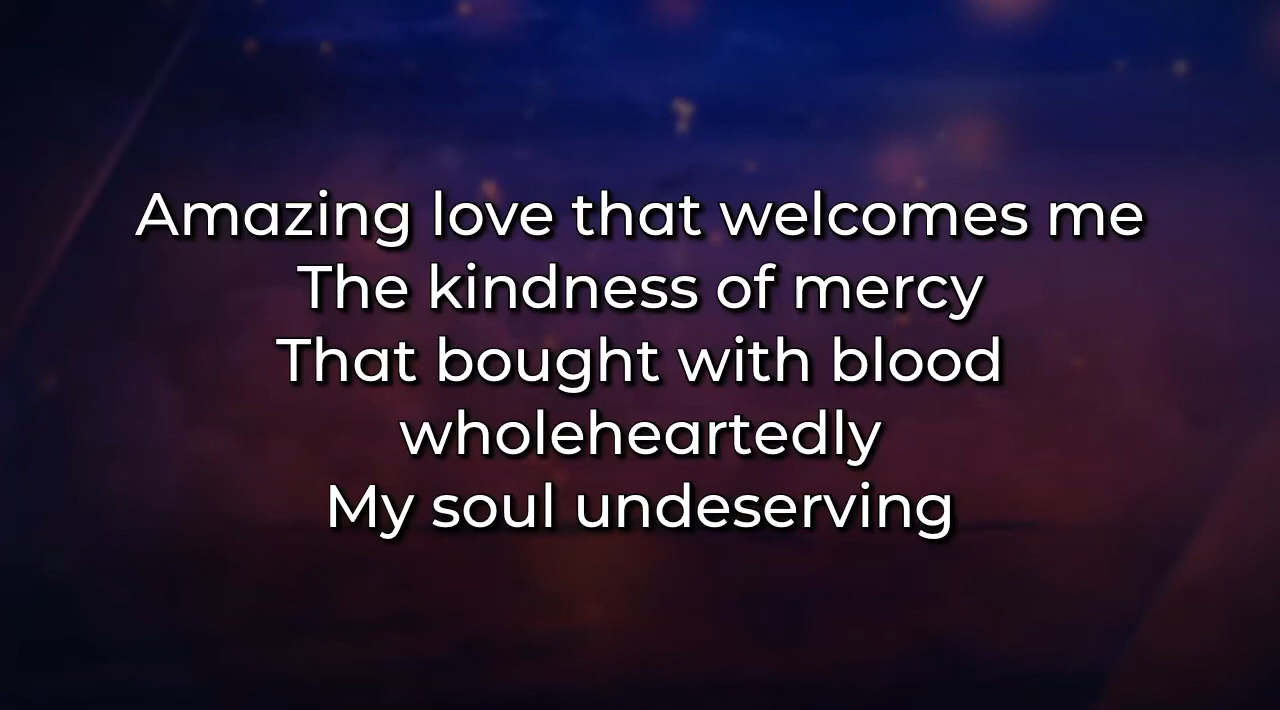 Amazing love that welcomes me
The kindness of mercy
That bought with blood
wholeheartedly
My soul undeserving